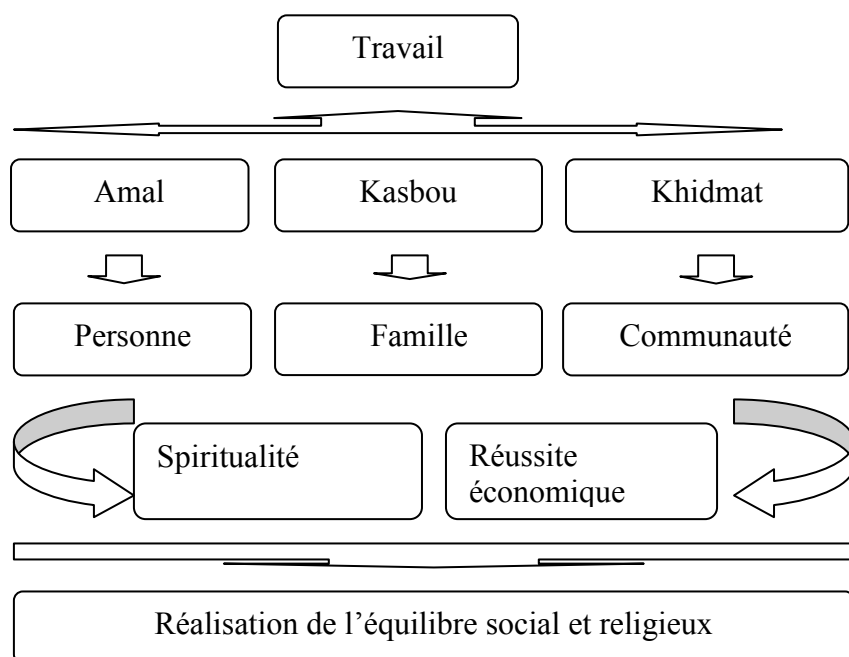 Travail
Amal
Kasbou
Khidmat
Personne
Famille
Communauté
Spiritualité
Réussite
économique
Réalisation de l’équilibre social et religieux